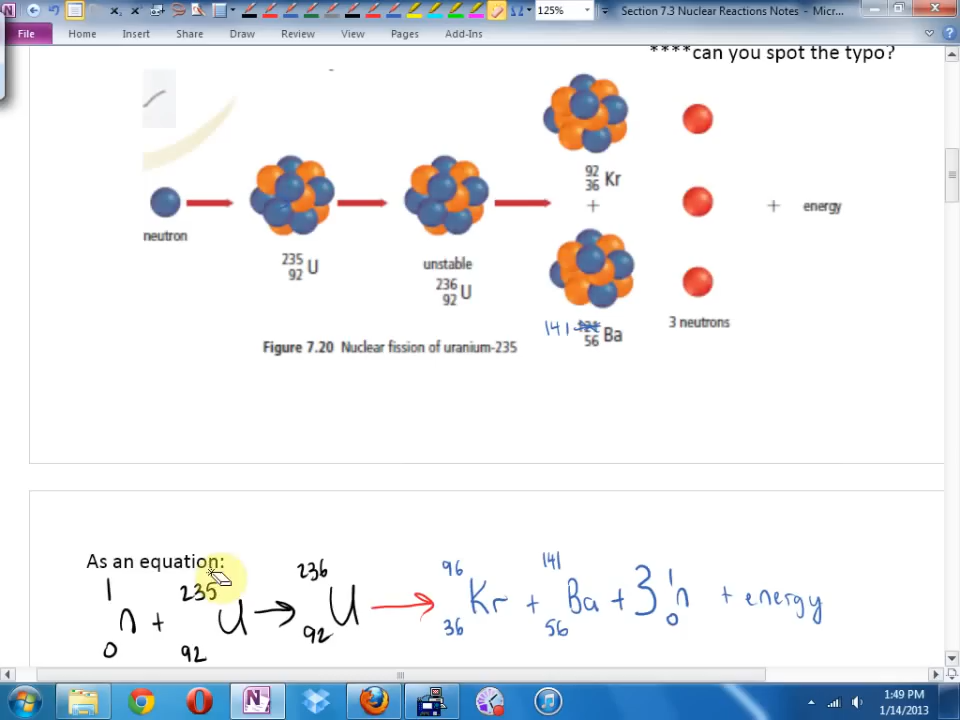 125%
Section 7.3 Nuclear Reactions Notes - Micr...
File Home Insert Share Draw Review View Pages Add-Ins
****can you spot the typo?
92
36 Kr
+
neutron
235
92 U
unstable
236
92 U
+ energy
141
56 Ba
3 neutrons
Figure 7.20 Nuclear fission of uranium-235
As an equation:
1 0 n + 235 92 U → 236 92 U → 96 36 Kr + 141 56 Ba + 3 1 0 n + energy
1:49 PM
1/14/2013